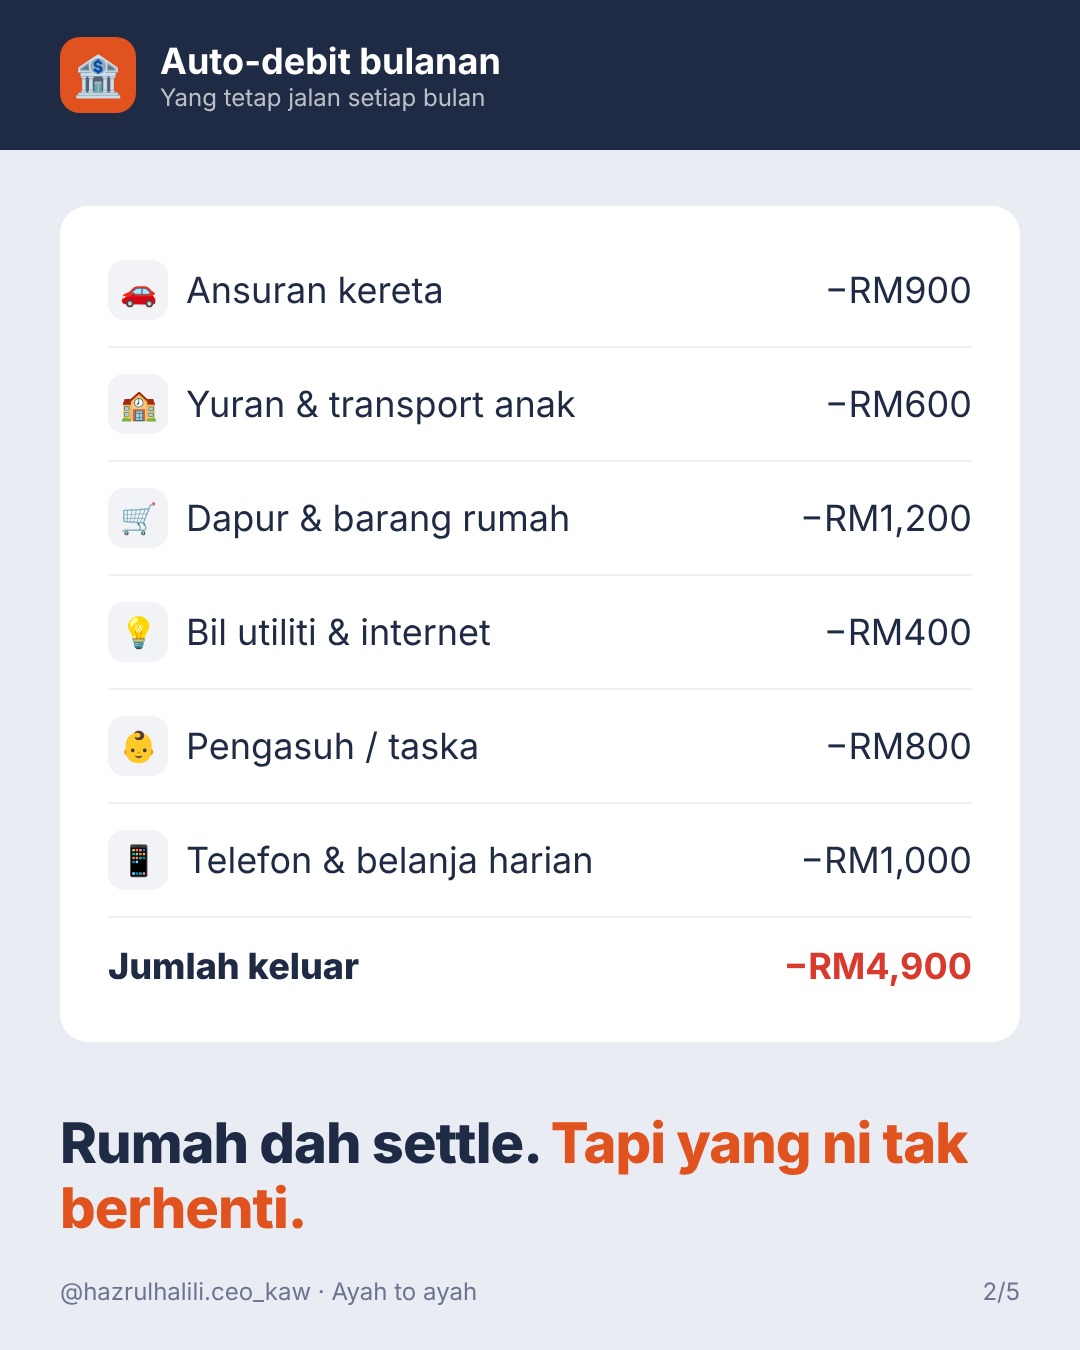 Auto-debit bulanan
Yang tetap jalan setiap bulan
Ansuran kereta −RM900
Yuran & transport anak −RM600
Dapur & barang rumah −RM1,200
Bil utiliti & internet −RM400
Pengasuh / taska −RM800
Telefon & belanja harian −RM1,000
Jumlah keluar −RM4,900
Rumah dah settle. Tapi yang ni tak
berhenti.
@hazrulhalili.ceo_kaw · Ayah to ayah 2/5